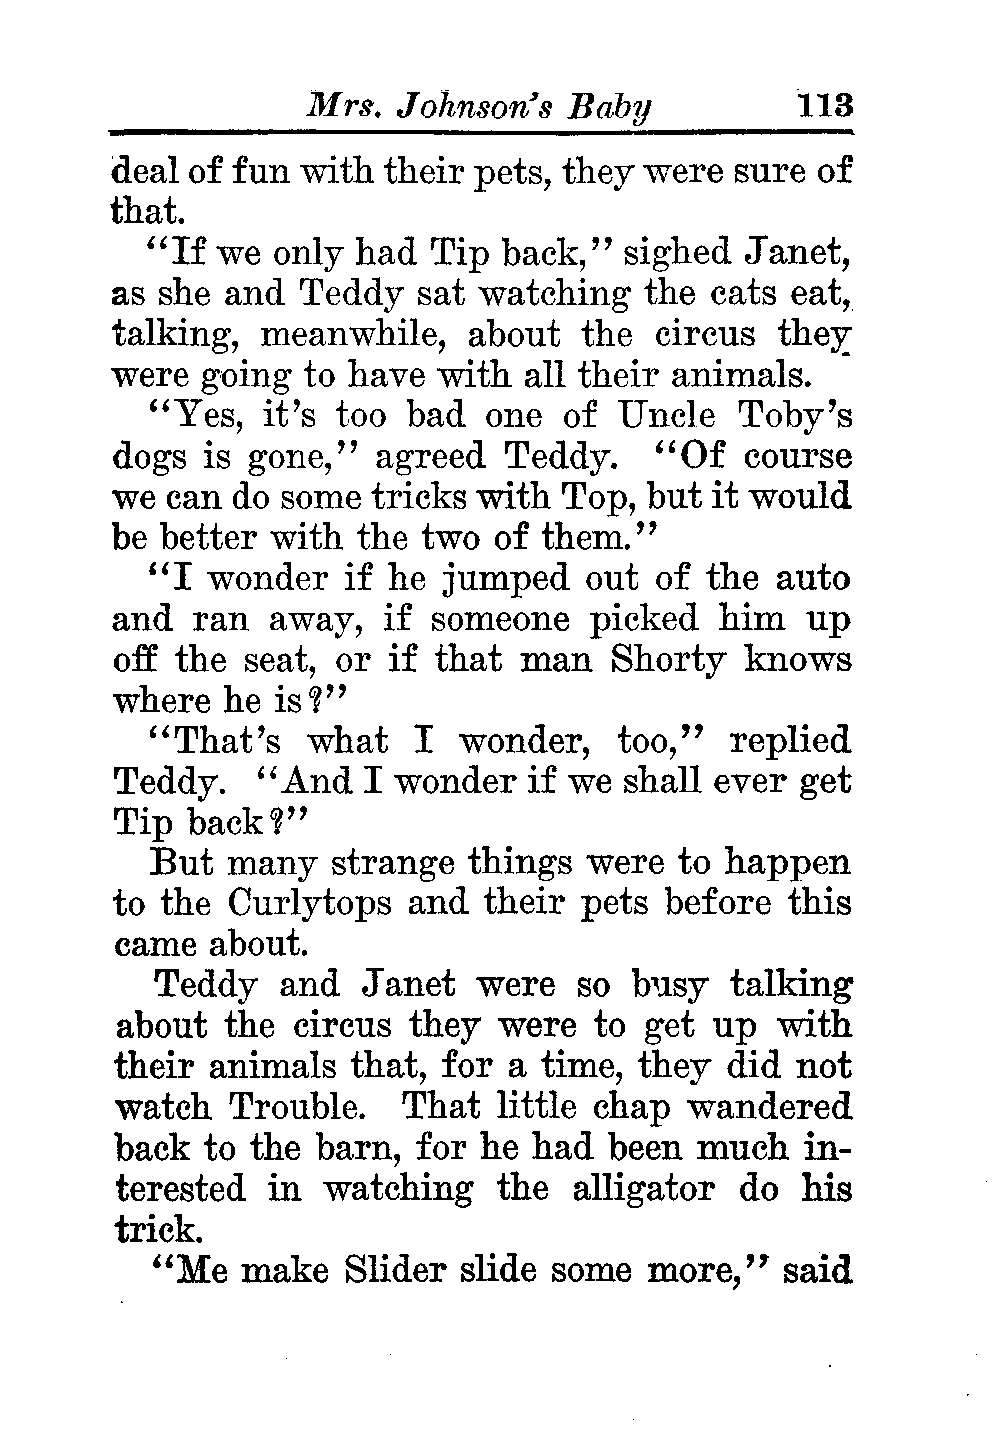 Mrs. Johnson's Baby 113
deal of fun with their pets, they were sure of
that.
"If we only had Tip back," sighed Janet,
as she and Teddy sat watching the cats eat,
talking, meanwhile, about the circus they
were going to have with all their animals.
"Yes, it's too bad one of Uncle Toby's
dogs is gone," agreed Teddy. "Of course
we can do some tricks with Top, but it would
be better with the two of them."
"I wonder if he jumped out of the auto
and ran away, if someone picked him up
off the seat, or if that man Shorty knows
where he is?"
"That's what I wonder, too," replied
Teddy. "And I wonder if we shall ever get
Tip back?"
But many strange things were to happen
to the Curlytops and their pets before this
came about.
Teddy and Janet were so busy talking
about the circus they were to get up with
their animals that, for a time, they did not
watch Trouble. That little chap wandered
back to the barn, for he had been much in-
terested in watching the alligator do his
trick.
"Me make Slider slide some more," said